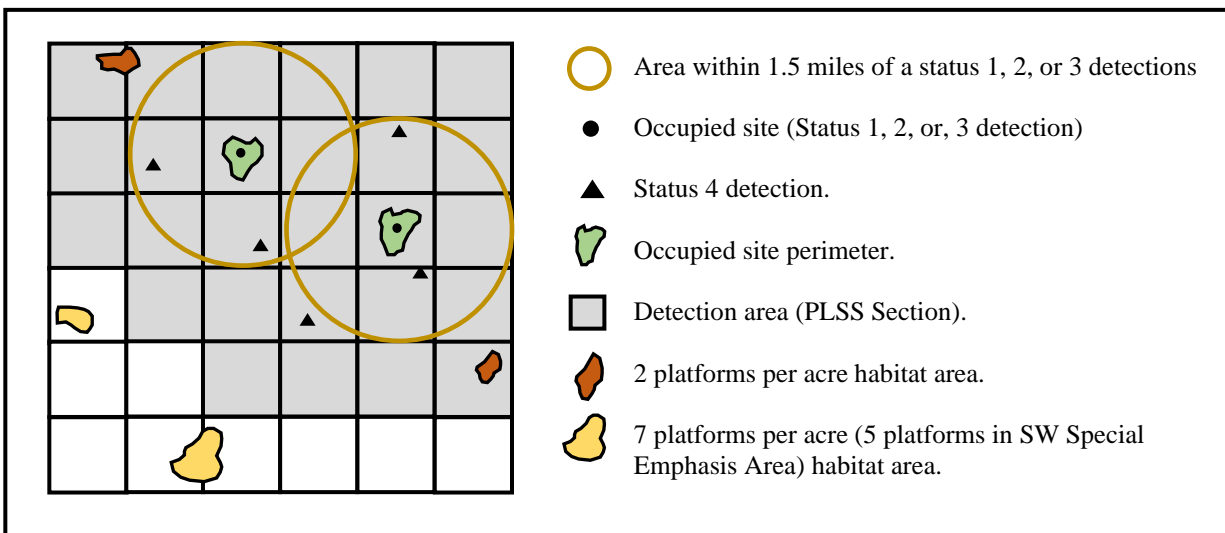 Area within 1.5 miles of a status 1, 2, or 3 detections
Occupied site (Status 1, 2, or, 3 detection)
Status 4 detection.
Occupied site perimeter.
Detection area (PLSS Section).
2 platforms per acre habitat area.
7 platforms per acre (5 platforms in SW Special
Emphasis Area) habitat area.